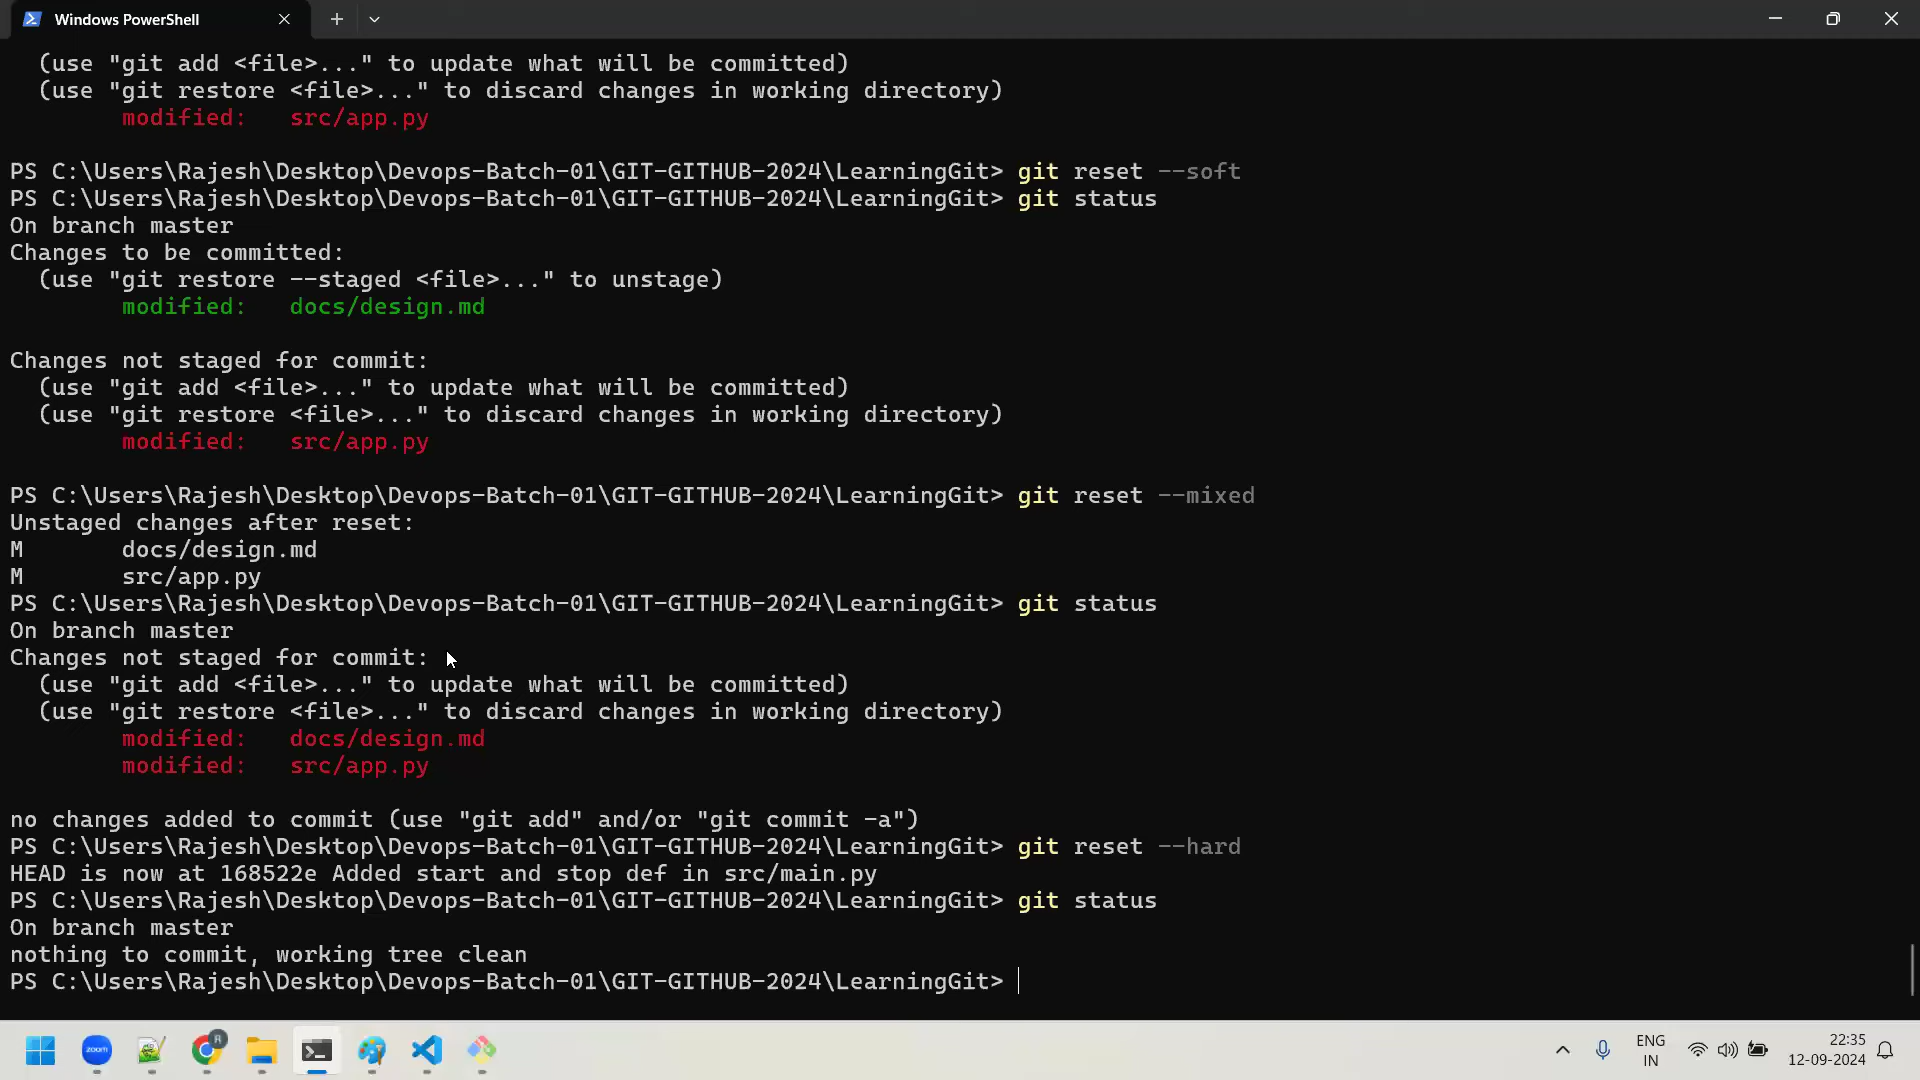 Windows PowerShell
  (use "git add <file>..." to update what will be committed)
  (use "git restore <file>..." to discard changes in working directory)
        modified:   src/app.py

PS C:\Users\Rajesh\Desktop\Devops-Batch-01\GIT-GITHUB-2024\LearningGit> git reset --soft
PS C:\Users\Rajesh\Desktop\Devops-Batch-01\GIT-GITHUB-2024\LearningGit> git status
On branch master
Changes to be committed:
  (use "git restore --staged <file>..." to unstage)
        modified:   docs/design.md

Changes not staged for commit:
  (use "git add <file>..." to update what will be committed)
  (use "git restore <file>..." to discard changes in working directory)
        modified:   src/app.py

PS C:\Users\Rajesh\Desktop\Devops-Batch-01\GIT-GITHUB-2024\LearningGit> git reset --mixed
Unstaged changes after reset:
M       docs/design.md
M       src/app.py
PS C:\Users\Rajesh\Desktop\Devops-Batch-01\GIT-GITHUB-2024\LearningGit> git status
On branch master
Changes not staged for commit:
  (use "git add <file>..." to update what will be committed)
  (use "git restore <file>..." to discard changes in working directory)
        modified:   docs/design.md
        modified:   src/app.py

no changes added to commit (use "git add" and/or "git commit -a")
PS C:\Users\Rajesh\Desktop\Devops-Batch-01\GIT-GITHUB-2024\LearningGit> git reset --hard
HEAD is now at 168522e Added start and stop def in src/main.py
PS C:\Users\Rajesh\Desktop\Devops-Batch-01\GIT-GITHUB-2024\LearningGit> git status
On branch master
nothing to commit, working tree clean
PS C:\Users\Rajesh\Desktop\Devops-Batch-01\GIT-GITHUB-2024\LearningGit>
zoom
R
ENG
IN
22:35
12-09-2024